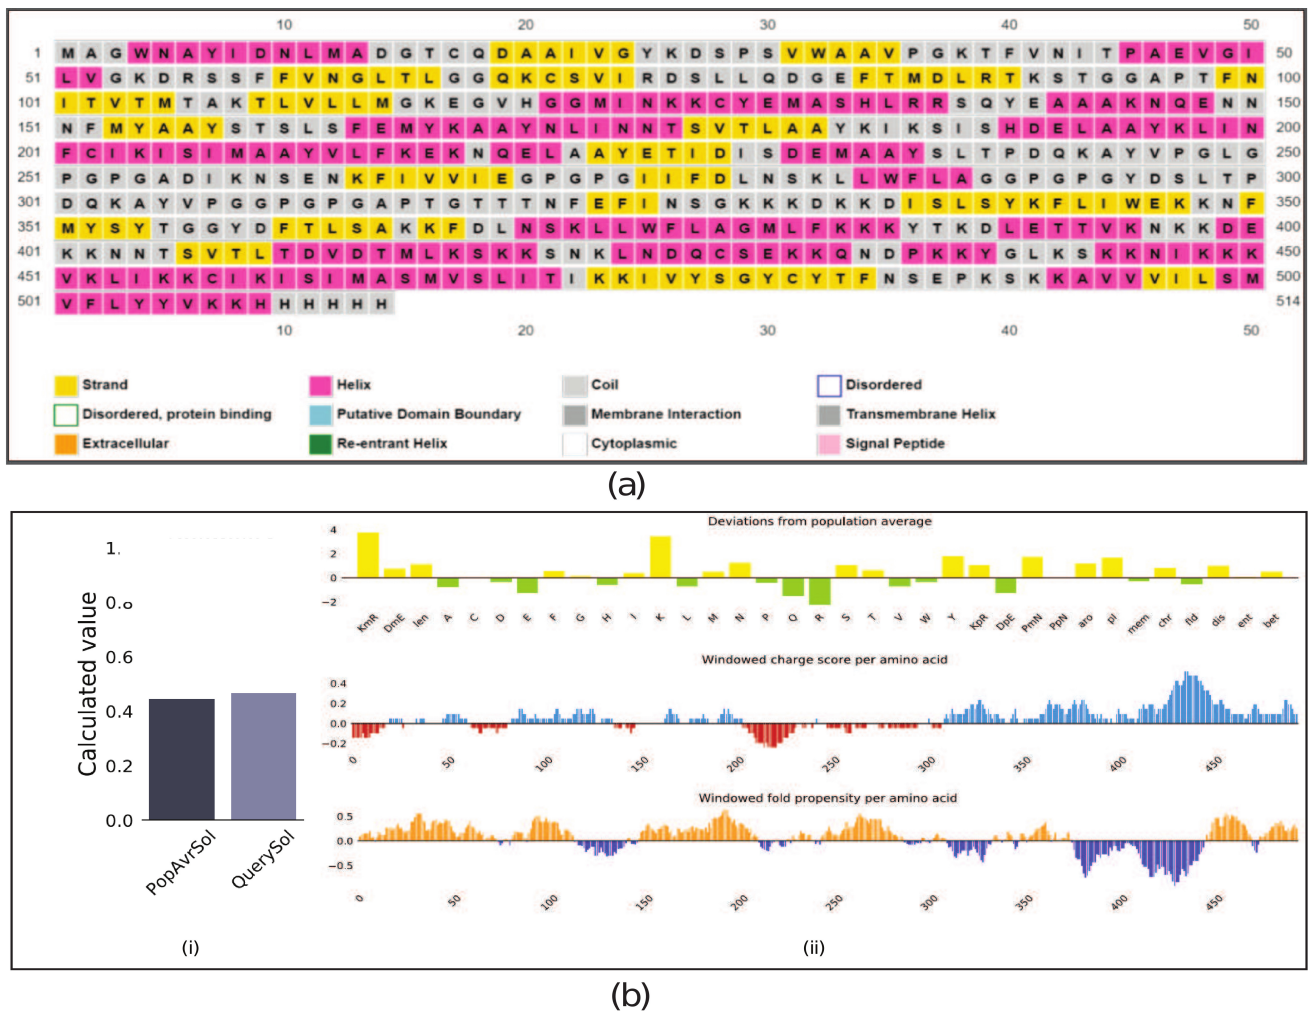 10 20 30 40 50
1 M A G W N A Y I D N L M A D G T C Q D A A I V G Y K D S P S V W A A V P G K T F V N I T P A E V G I 50
51 L V G K D R S S F F V N G L T L G G Q K C S V I R D S L L Q D G E F T M D L R T K S T G G A P T F N 100
101 I T V T M T A K T L V L L M G K E G V H G G M I N K K C Y E M A S H L R R S Q Y E A A A K N Q E N N 150
151 N F M Y A A Y S T S L S F E M Y K A A Y N L I N N T S V T L A A Y K I K S I S H D E L A A Y K L I N 200
201 F C I K I S I M A A Y V L F K E K N Q E L A A Y E T I D I S D E M A A Y S L T P D Q K A Y V P G L G 250
251 P G P G A D I K N S E N K F I V V I E G P G P G I I F D L N S K L L W F L A G G P G P G Y D S L T P 300
301 D Q K A Y V P G G P G P G A P T G T T T N F E F I N S G K K K D K K D I S L S Y K F L I W E K K N F 350
351 M Y S Y T G G Y D F T L S A K K F D L N S K L L W F L A G M L F K K K Y T K D L E T T V K N K K D E 400
401 K K N N T S V T L T D V D T M L K S K K S N K L N D Q C S E K K Q N D P K K Y G L K S K K N I K K K 450
451 V K L I K K C I K I S I M A S M V S L I T I K K I V Y S G Y C Y T F N S E P K S K K A V V V I L S M 500
501 V F L Y Y V K K H H H H H H 514
10 20 30 40 50
Strand Helix Coil Disordered
Disordered, protein binding Putative Domain Boundary Membrane Interaction Transmembrane Helix
Extracellular Re-entrant Helix Cytoplasmic Signal Peptide
(a)
Calculated value
1.
0.8
0.6
0.4
0.2
0.0
PopAvrSol QuerySol
(i)
Deviations from population average
4
2
0
−2
KmR DmE len A C D E F G H I K L M N P Q R S T V W Y KpR DpE PmN PpN aro pI mem chr fld dis ent bet
Windowed charge score per amino acid
0.4
0.2
0.0
−0.2
0 50 100 150 200 250 300 350 400 450
Windowed fold propensity per amino acid
0.5
0.0
−0.5
0 50 100 150 200 250 300 350 400 450
(ii)
(b)